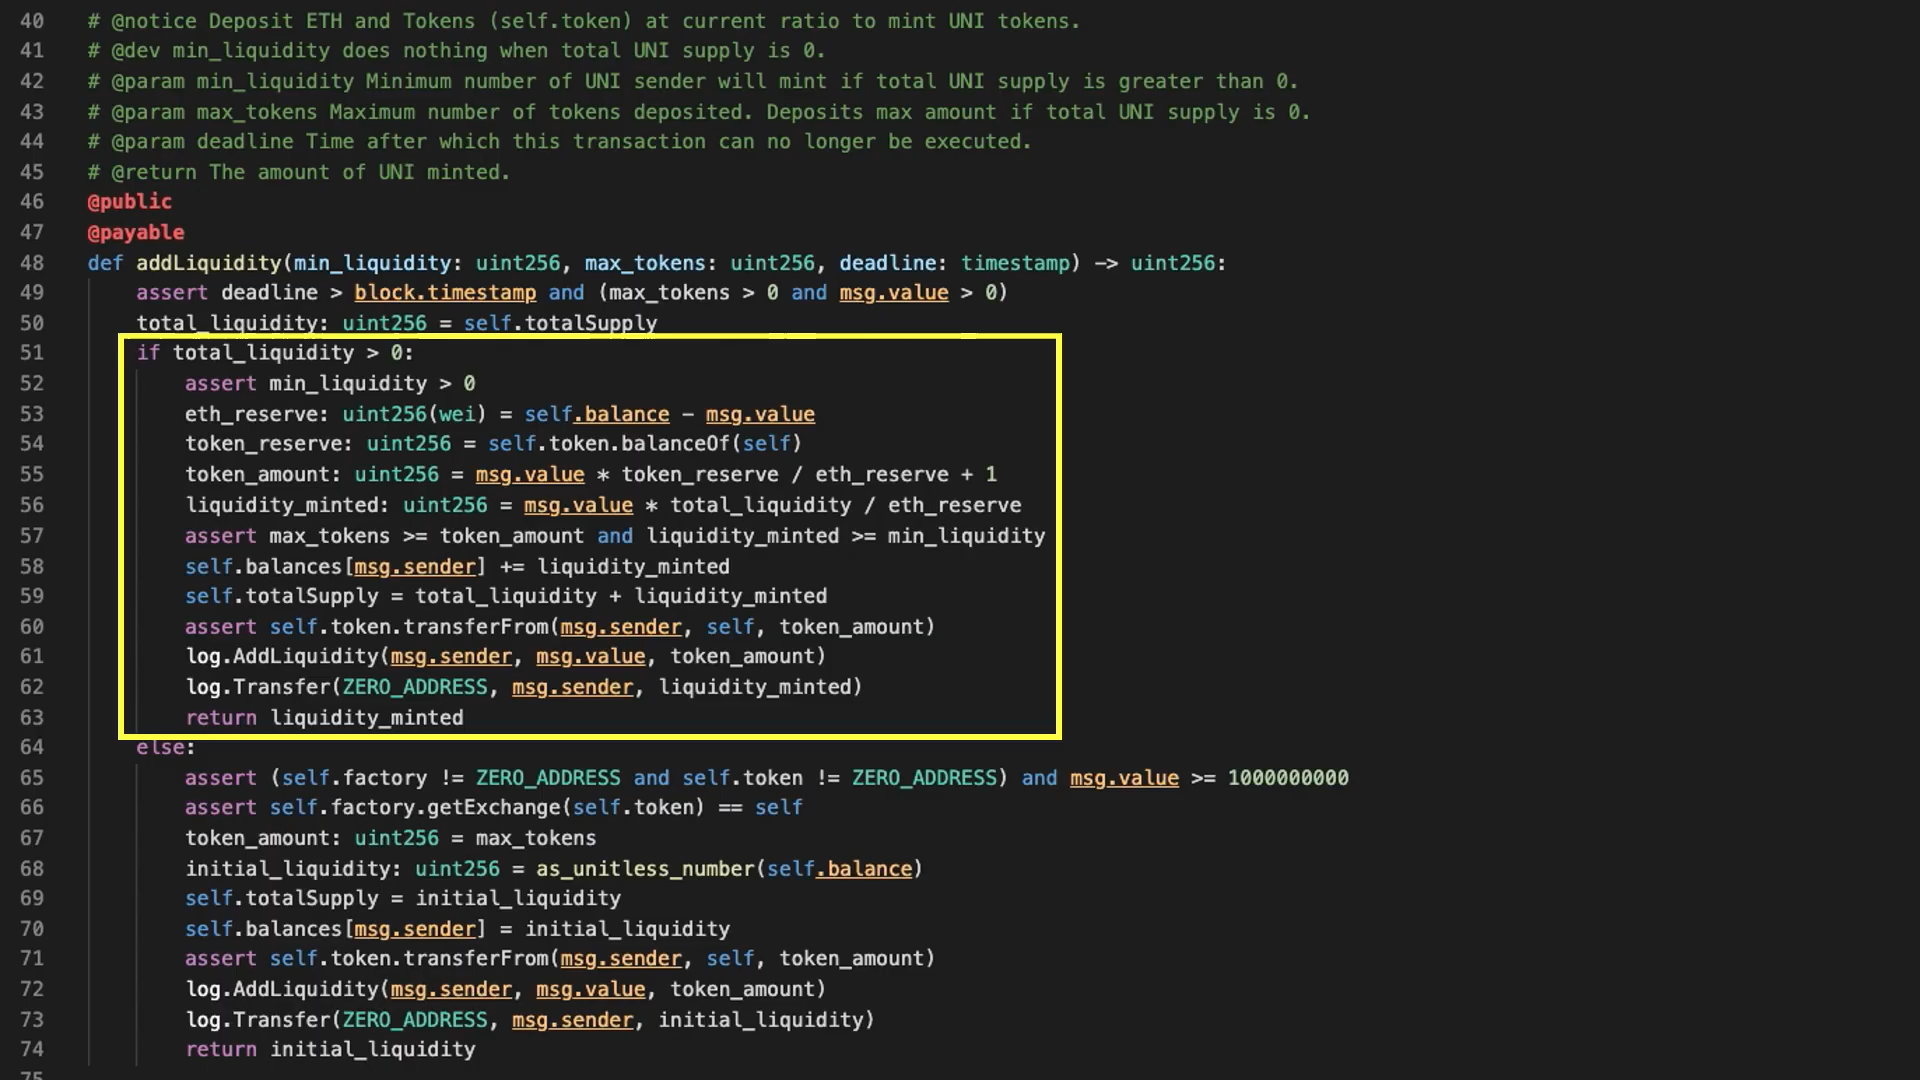 40 # @notice Deposit ETH and Tokens (self.token) at current ratio to mint UNI tokens.
41 # @dev min_liquidity does nothing when total UNI supply is 0.
42 # @param min_liquidity Minimum number of UNI sender will mint if total UNI supply is greater than 0.
43 # @param max_tokens Maximum number of tokens deposited. Deposits max amount if total UNI supply is 0.
44 # @param deadline Time after which this transaction can no longer be executed.
45 # @return The amount of UNI minted.
46 @public
47 @payable
48 def addLiquidity(min_liquidity: uint256, max_tokens: uint256, deadline: timestamp) -> uint256:
49     assert deadline > block.timestamp and (max_tokens > 0 and msg.value > 0)
50     total_liquidity: uint256 = self.totalSupply
51     if total_liquidity > 0:
52         assert min_liquidity > 0
53         eth_reserve: uint256(wei) = self.balance - msg.value
54         token_reserve: uint256 = self.token.balanceOf(self)
55         token_amount: uint256 = msg.value * token_reserve / eth_reserve + 1
56         liquidity_minted: uint256 = msg.value * total_liquidity / eth_reserve
57         assert max_tokens >= token_amount and liquidity_minted >= min_liquidity
58         self.balances[msg.sender] += liquidity_minted
59         self.totalSupply = total_liquidity + liquidity_minted
60         assert self.token.transferFrom(msg.sender, self, token_amount)
61         log.AddLiquidity(msg.sender, msg.value, token_amount)
62         log.Transfer(ZERO_ADDRESS, msg.sender, liquidity_minted)
63         return liquidity_minted
64     else:
65         assert (self.factory != ZERO_ADDRESS and self.token != ZERO_ADDRESS) and msg.value >= 1000000000
66         assert self.factory.getExchange(self.token) == self
67         token_amount: uint256 = max_tokens
68         initial_liquidity: uint256 = as_unitless_number(self.balance)
69         self.totalSupply = initial_liquidity
70         self.balances[msg.sender] = initial_liquidity
71         assert self.token.transferFrom(msg.sender, self, token_amount)
72         log.AddLiquidity(msg.sender, msg.value, token_amount)
73         log.Transfer(ZERO_ADDRESS, msg.sender, initial_liquidity)
74         return initial_liquidity
75